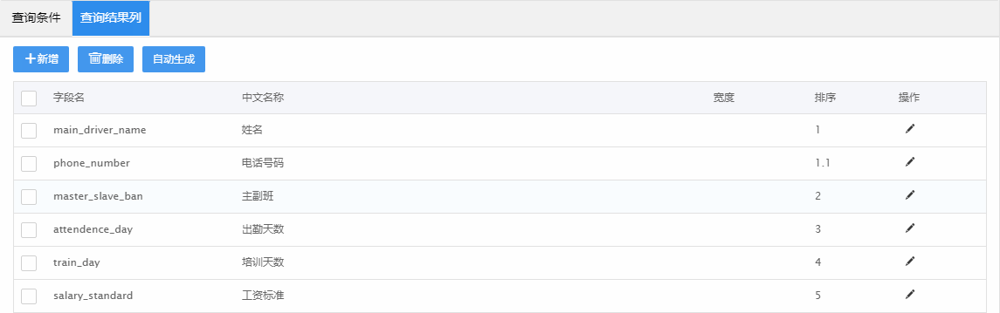 查询条件 查询结果列
新增 删除 自动生成
字段名 中文名称 宽度 排序 操作
main_driver_name 姓名 1
phone_number 电话号码 1.1
master_slave_ban 主副班 2
attendence_day 出勤天数 3
train_day 培训天数 4
salary_standard 工资标准 5